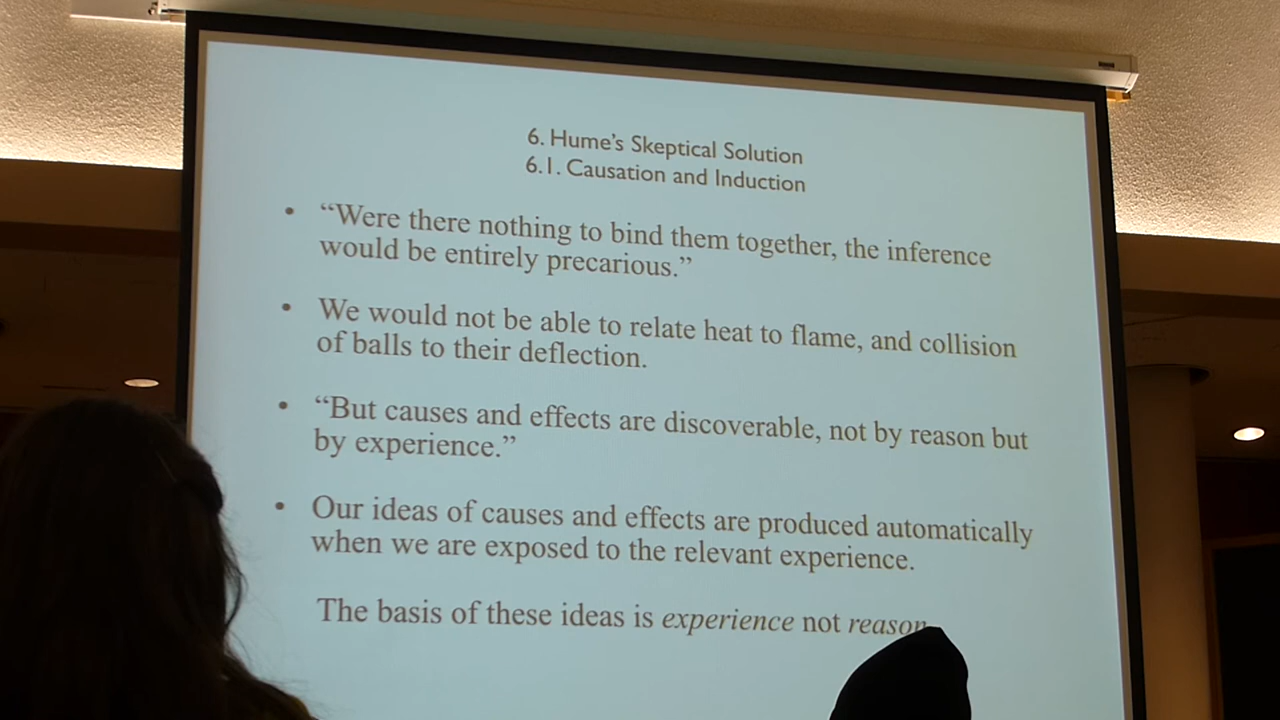 6. Hume's Skeptical Solution
6.1. Causation and Induction
• “Were there nothing to bind them together, the inference
would be entirely precarious.”
• We would not be able to relate heat to flame, and collision
of balls to their deflection.
• “But causes and effects are discoverable, not by reason but
by experience.”
• Our ideas of causes and effects are produced automatically
when we are exposed to the relevant experience.
The basis of these ideas is experience not reason